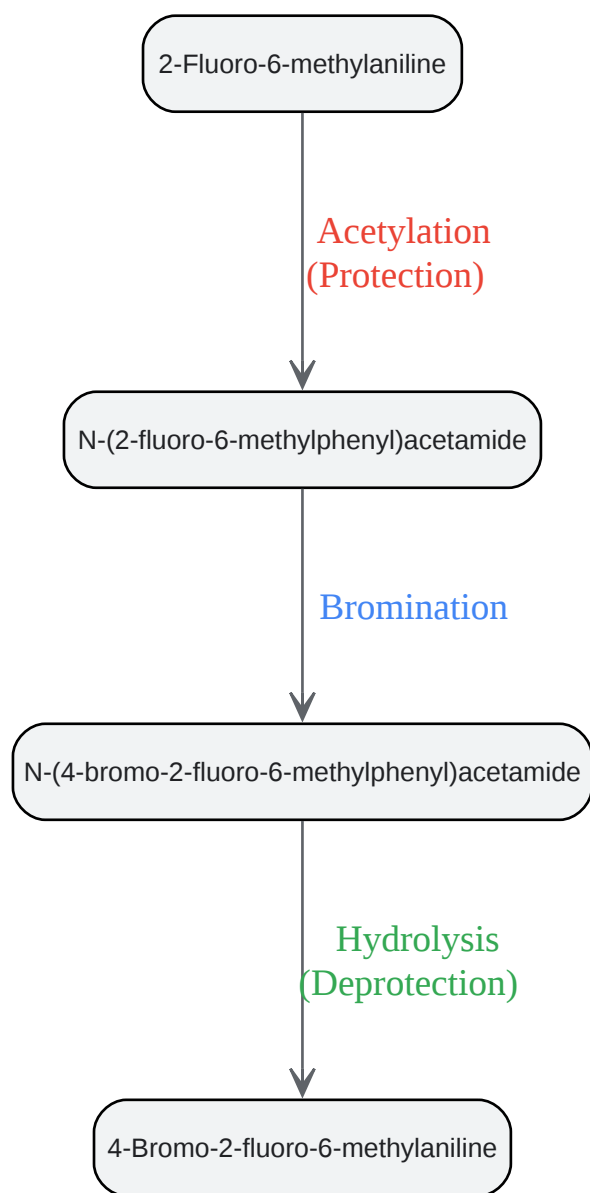 2-Fluoro-6-methylaniline
Acetylation
(Protection)
N-(2-fluoro-6-methylphenyl)acetamide
Bromination
N-(4-bromo-2-fluoro-6-methylphenyl)acetamide
Hydrolysis
(Deprotection)
4-Bromo-2-fluoro-6-methylaniline